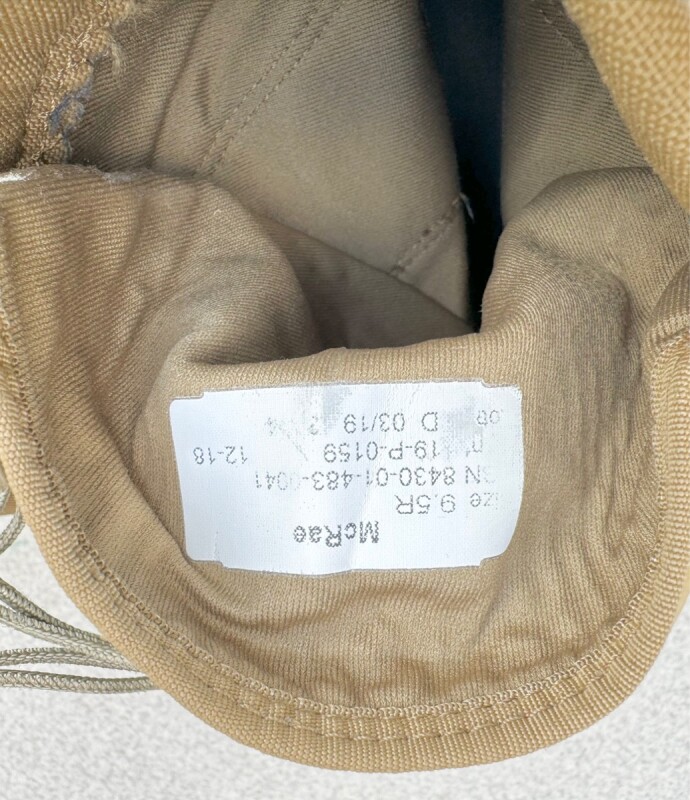 McRae
ize 9.5R
SN 8430-01-483-0041
19-P-0159 12-18
D 03/19